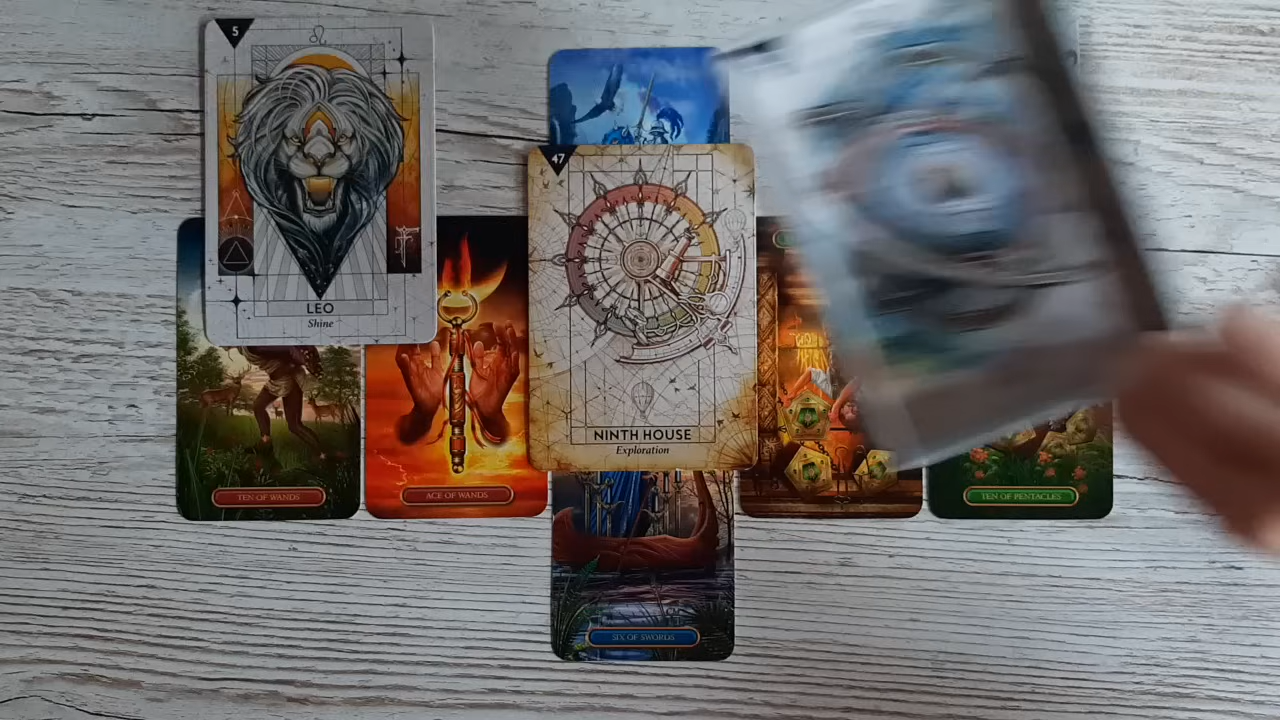 5
LEO
Shine
47
NINTH HOUSE
Exploration
TEN OF WANDS
ACE OF WANDS
TEN OF PENTACLES
SIX OF SWORDS